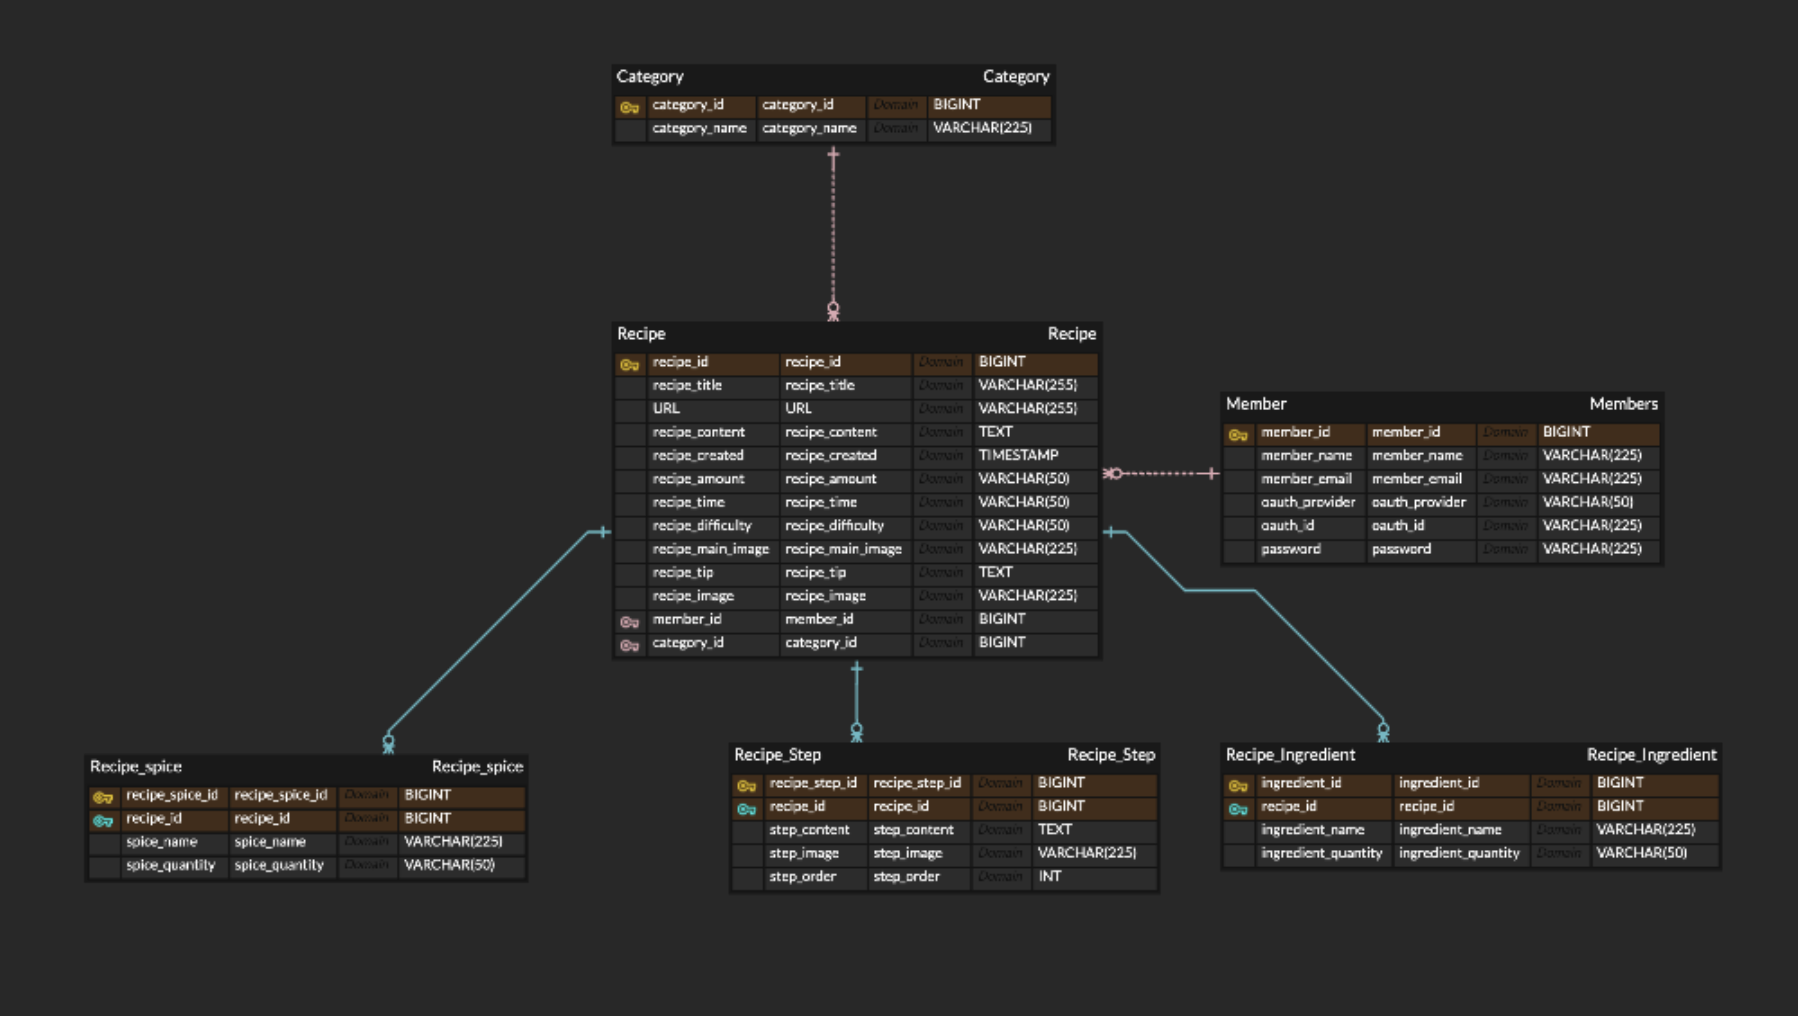 Category Category
category_id category_id Domain BIGINT
category_name category_name Domain VARCHAR(225)
Recipe Recipe
recipe_id recipe_id Domain BIGINT
recipe_title recipe_title Domain VARCHAR(255)
URL URL Domain VARCHAR(255)
recipe_content recipe_content Domain TEXT
recipe_created recipe_created Domain TIMESTAMP
recipe_amount recipe_amount Domain VARCHAR(50)
recipe_time recipe_time Domain VARCHAR(50)
recipe_difficulty recipe_difficulty Domain VARCHAR(50)
recipe_main_image recipe_main_image Domain VARCHAR(225)
recipe_tip recipe_tip Domain TEXT
recipe_image recipe_image Domain VARCHAR(225)
member_id member_id Domain BIGINT
category_id category_id Domain BIGINT
Member Members
member_id member_id Domain BIGINT
member_name member_name Domain VARCHAR(225)
member_email member_email Domain VARCHAR(225)
oauth_provider oauth_provider Domain VARCHAR(50)
oauth_id oauth_id Domain VARCHAR(225)
password password Domain VARCHAR(225)
Recipe_spice Recipe_spice
recipe_spice_id recipe_spice_id Domain BIGINT
recipe_id recipe_id Domain BIGINT
spice_name spice_name Domain VARCHAR(225)
spice_quantity spice_quantity Domain VARCHAR(50)
Recipe_Step Recipe_Step
recipe_step_id recipe_step_id Domain BIGINT
recipe_id recipe_id Domain BIGINT
step_content step_content Domain TEXT
step_image step_image Domain VARCHAR(225)
step_order step_order Domain INT
Recipe_Ingredient Recipe_Ingredient
ingredient_id ingredient_id Domain BIGINT
recipe_id recipe_id Domain BIGINT
ingredient_name ingredient_name Domain VARCHAR(225)
ingredient_quantity ingredient_quantity Domain VARCHAR(50)